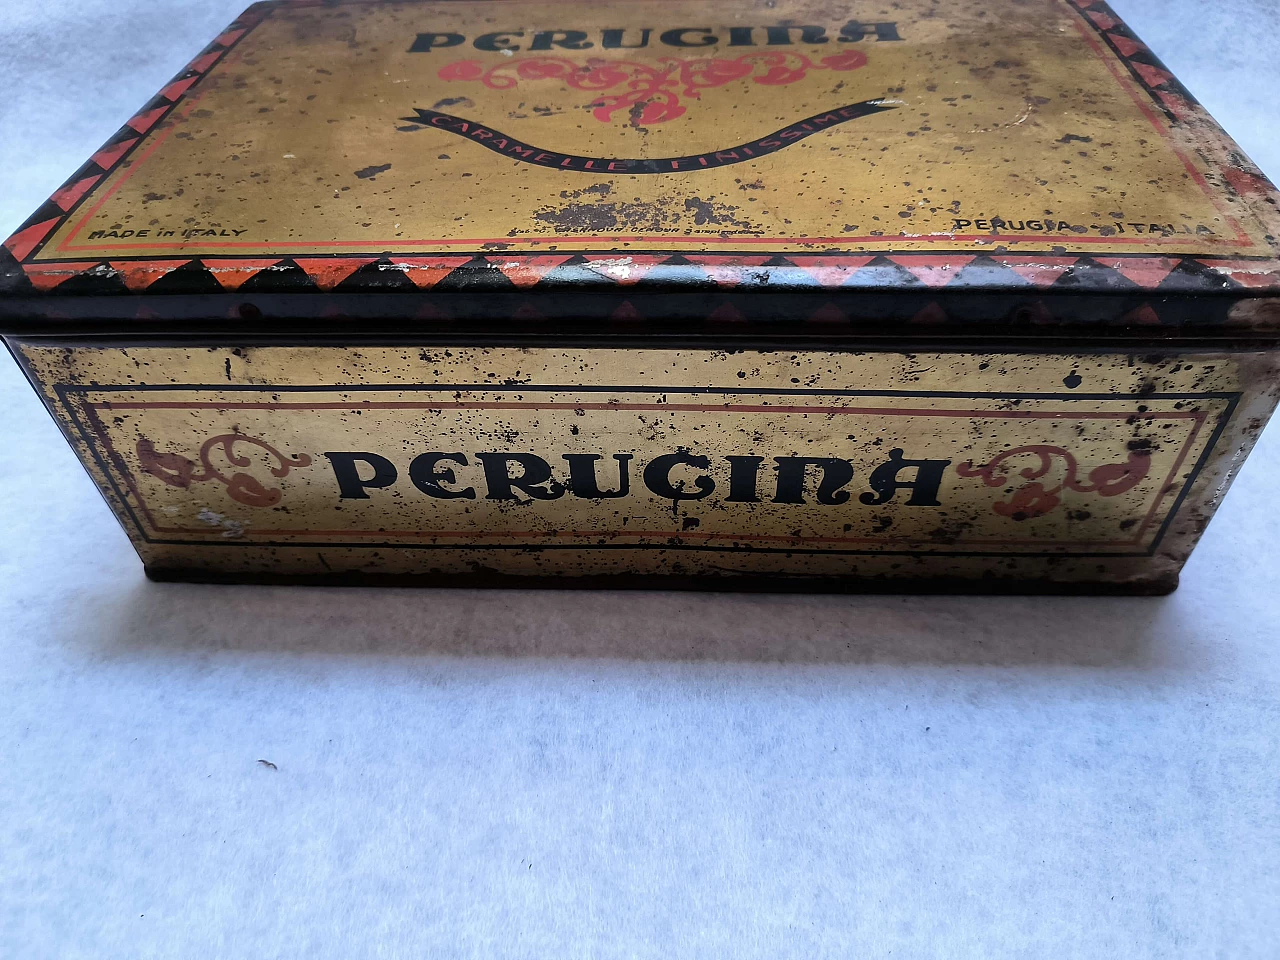 PERUGINA
CARAMELLE FINISSIME
MADE in ITALY
PERUGIA - ITALIA
PERUGINA